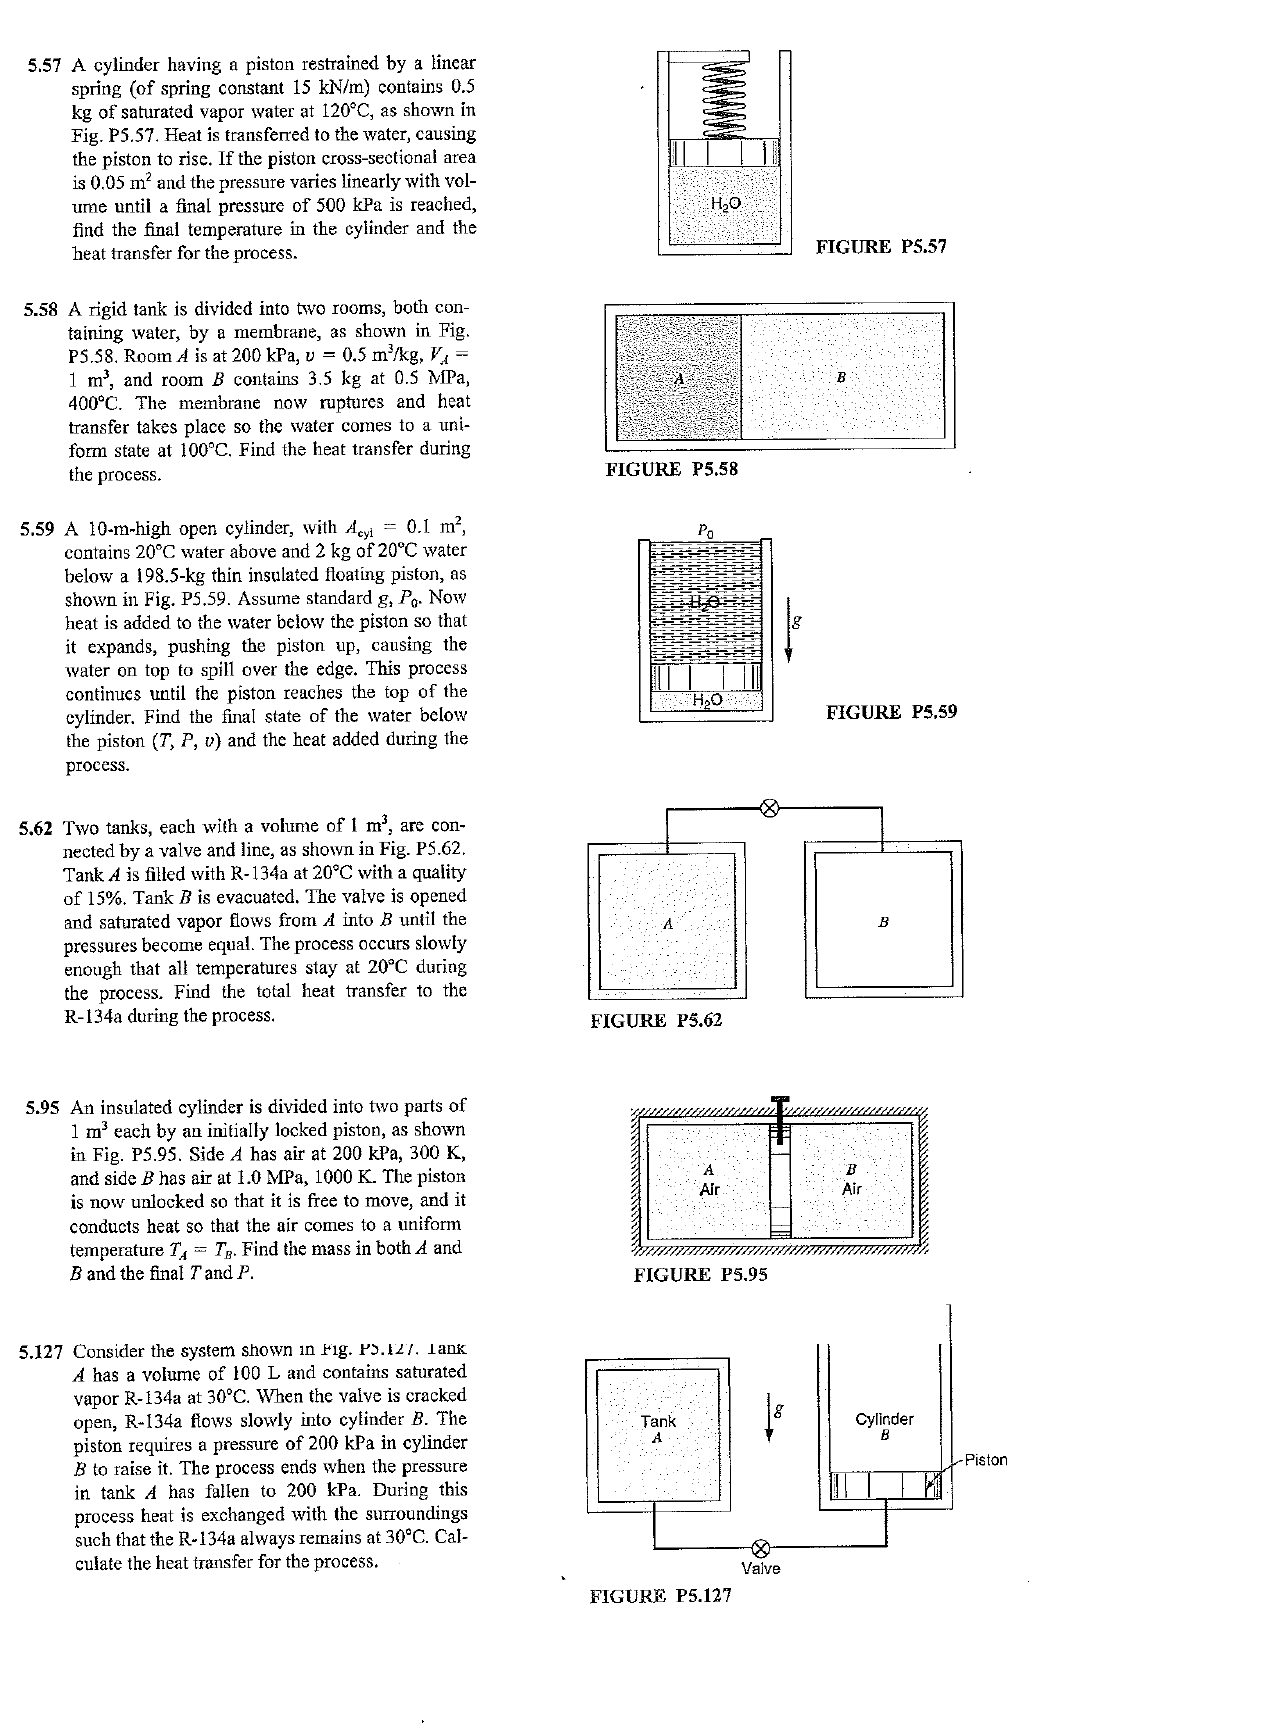 5.57 A cylinder having a piston restrained by a linear
spring (of spring constant 15 kN/m) contains 0.5
kg of saturated vapor water at 120°C, as shown in
Fig. P5.57. Heat is transferred to the water, causing
the piston to rise. If the piston cross-sectional area
is 0.05 m² and the pressure varies linearly with vol-
ume until a final pressure of 500 kPa is reached,
find the final temperature in the cylinder and the
heat transfer for the process.
H₂O
FIGURE P5.57
5.58 A rigid tank is divided into two rooms, both con-
taining water, by a membrane, as shown in Fig.
P5.58. Room A is at 200 kPa, υ = 0.5 m³/kg, V_A =
1 m³, and room B contains 3.5 kg at 0.5 MPa,
400°C. The membrane now ruptures and heat
transfer takes place so the water comes to a uni-
form state at 100°C. Find the heat transfer during
the process.
A
B
FIGURE P5.58
5.59 A 10-m-high open cylinder, with A_cyl = 0.1 m²,
contains 20°C water above and 2 kg of 20°C water
below a 198.5-kg thin insulated floating piston, as
shown in Fig. P5.59. Assume standard g, P₀. Now
heat is added to the water below the piston so that
it expands, pushing the piston up, causing the
water on top to spill over the edge. This process
continues until the piston reaches the top of the
cylinder. Find the final state of the water below
the piston (T, P, υ) and the heat added during the
process.
P₀
H₂O
g
H₂O
FIGURE P5.59
5.62 Two tanks, each with a volume of 1 m³, are con-
nected by a valve and line, as shown in Fig. P5.62.
Tank A is filled with R-134a at 20°C with a quality
of 15%. Tank B is evacuated. The valve is opened
and saturated vapor flows from A into B until the
pressures become equal. The process occurs slowly
enough that all temperatures stay at 20°C during
the process. Find the total heat transfer to the
R-134a during the process.
A
B
FIGURE P5.62
5.95 An insulated cylinder is divided into two parts of
1 m³ each by an initially locked piston, as shown
in Fig. P5.95. Side A has air at 200 kPa, 300 K,
and side B has air at 1.0 MPa, 1000 K. The piston
is now unlocked so that it is free to move, and it
conducts heat so that the air comes to a uniform
temperature T_A = T_B. Find the mass in both A and
B and the final T and P.
A
Air
B
Air
FIGURE P5.95
5.127 Consider the system shown in Fig. P5.127. Tank
A has a volume of 100 L and contains saturated
vapor R-134a at 30°C. When the valve is cracked
open, R-134a flows slowly into cylinder B. The
piston requires a pressure of 200 kPa in cylinder
B to raise it. The process ends when the pressure
in tank A has fallen to 200 kPa. During this
process heat is exchanged with the surroundings
such that the R-134a always remains at 30°C. Cal-
culate the heat transfer for the process.
Tank
A
g
Cylinder
B
Piston
Valve
FIGURE P5.127